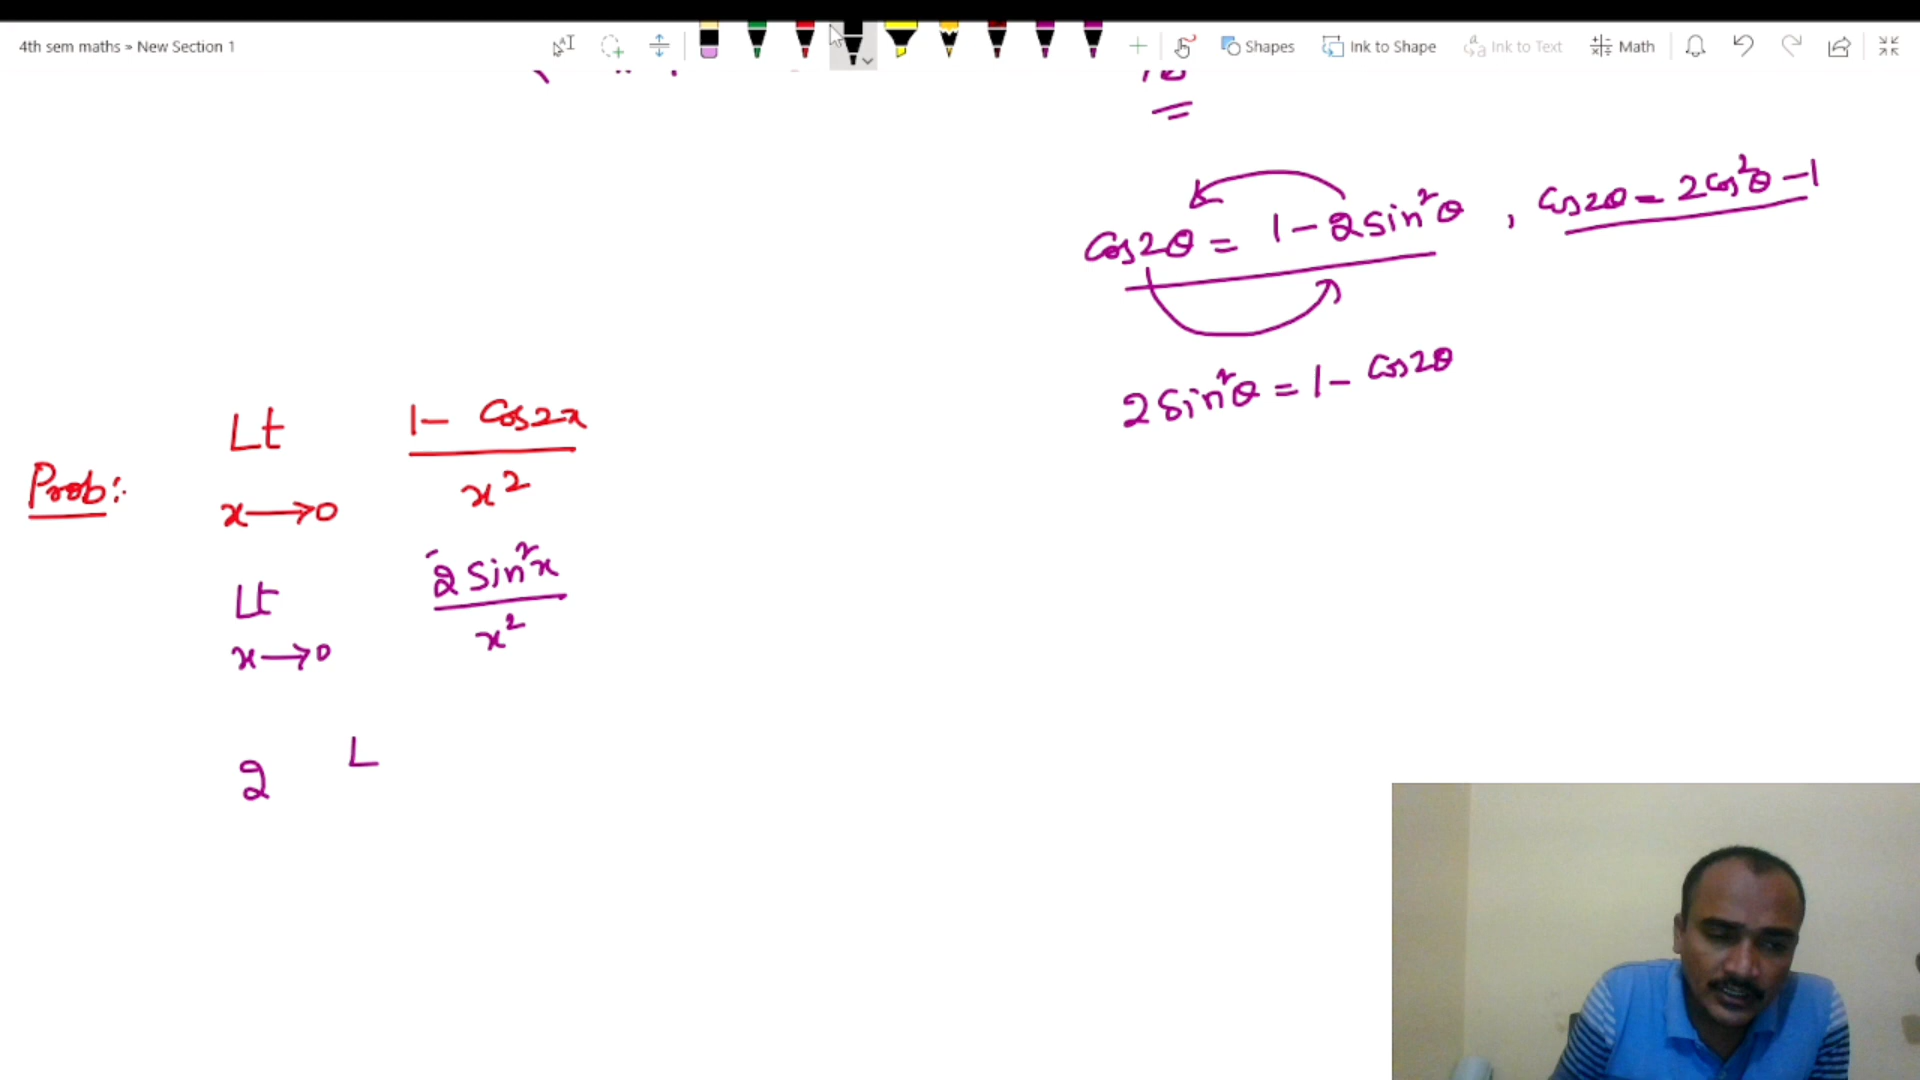 4th sem maths » New Section 1
Shapes Ink to Shape Ink to Text Math
cos2θ = 1 - 2sin²θ , cos2θ = 2cos²θ - 1
2sin²θ = 1 - cos2θ
Prob: Lt x→0 1 - cos2x / x²
Lt x→0 2sin²x / x²
2 L